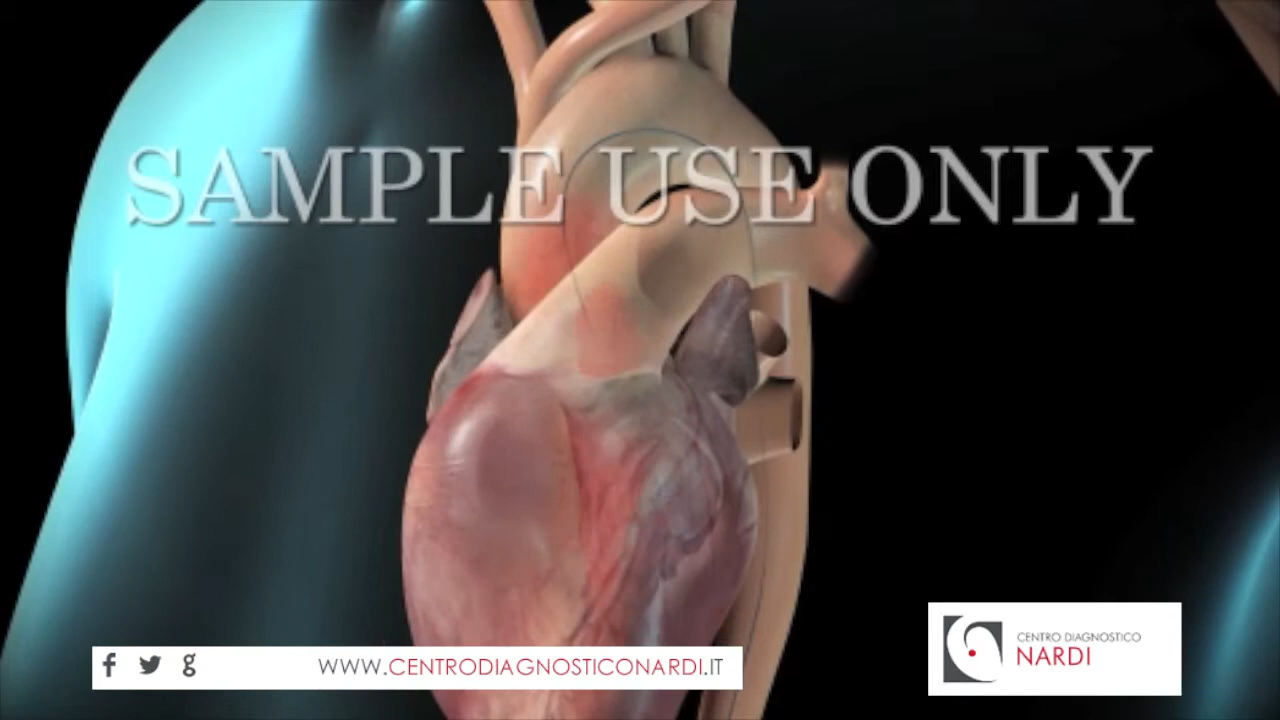 SAMPLE USE ONLY
WWW.CENTRODIAGNOSTICONARDI.IT
CENTRO DIAGNOSTICO
NARDI